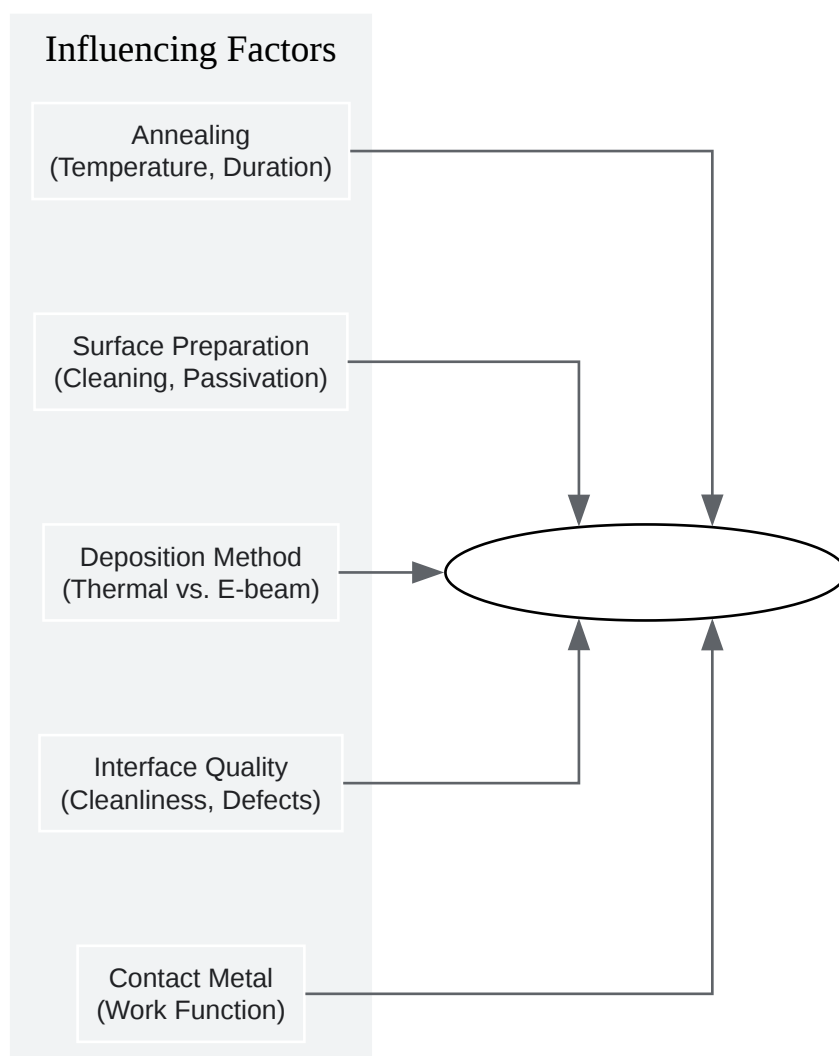 Influencing Factors
Annealing
(Temperature, Duration)
Surface Preparation
(Cleaning, Passivation)
Deposition Method
(Thermal vs. E-beam)
Interface Quality
(Cleanliness, Defects)
Contact Metal
(Work Function)